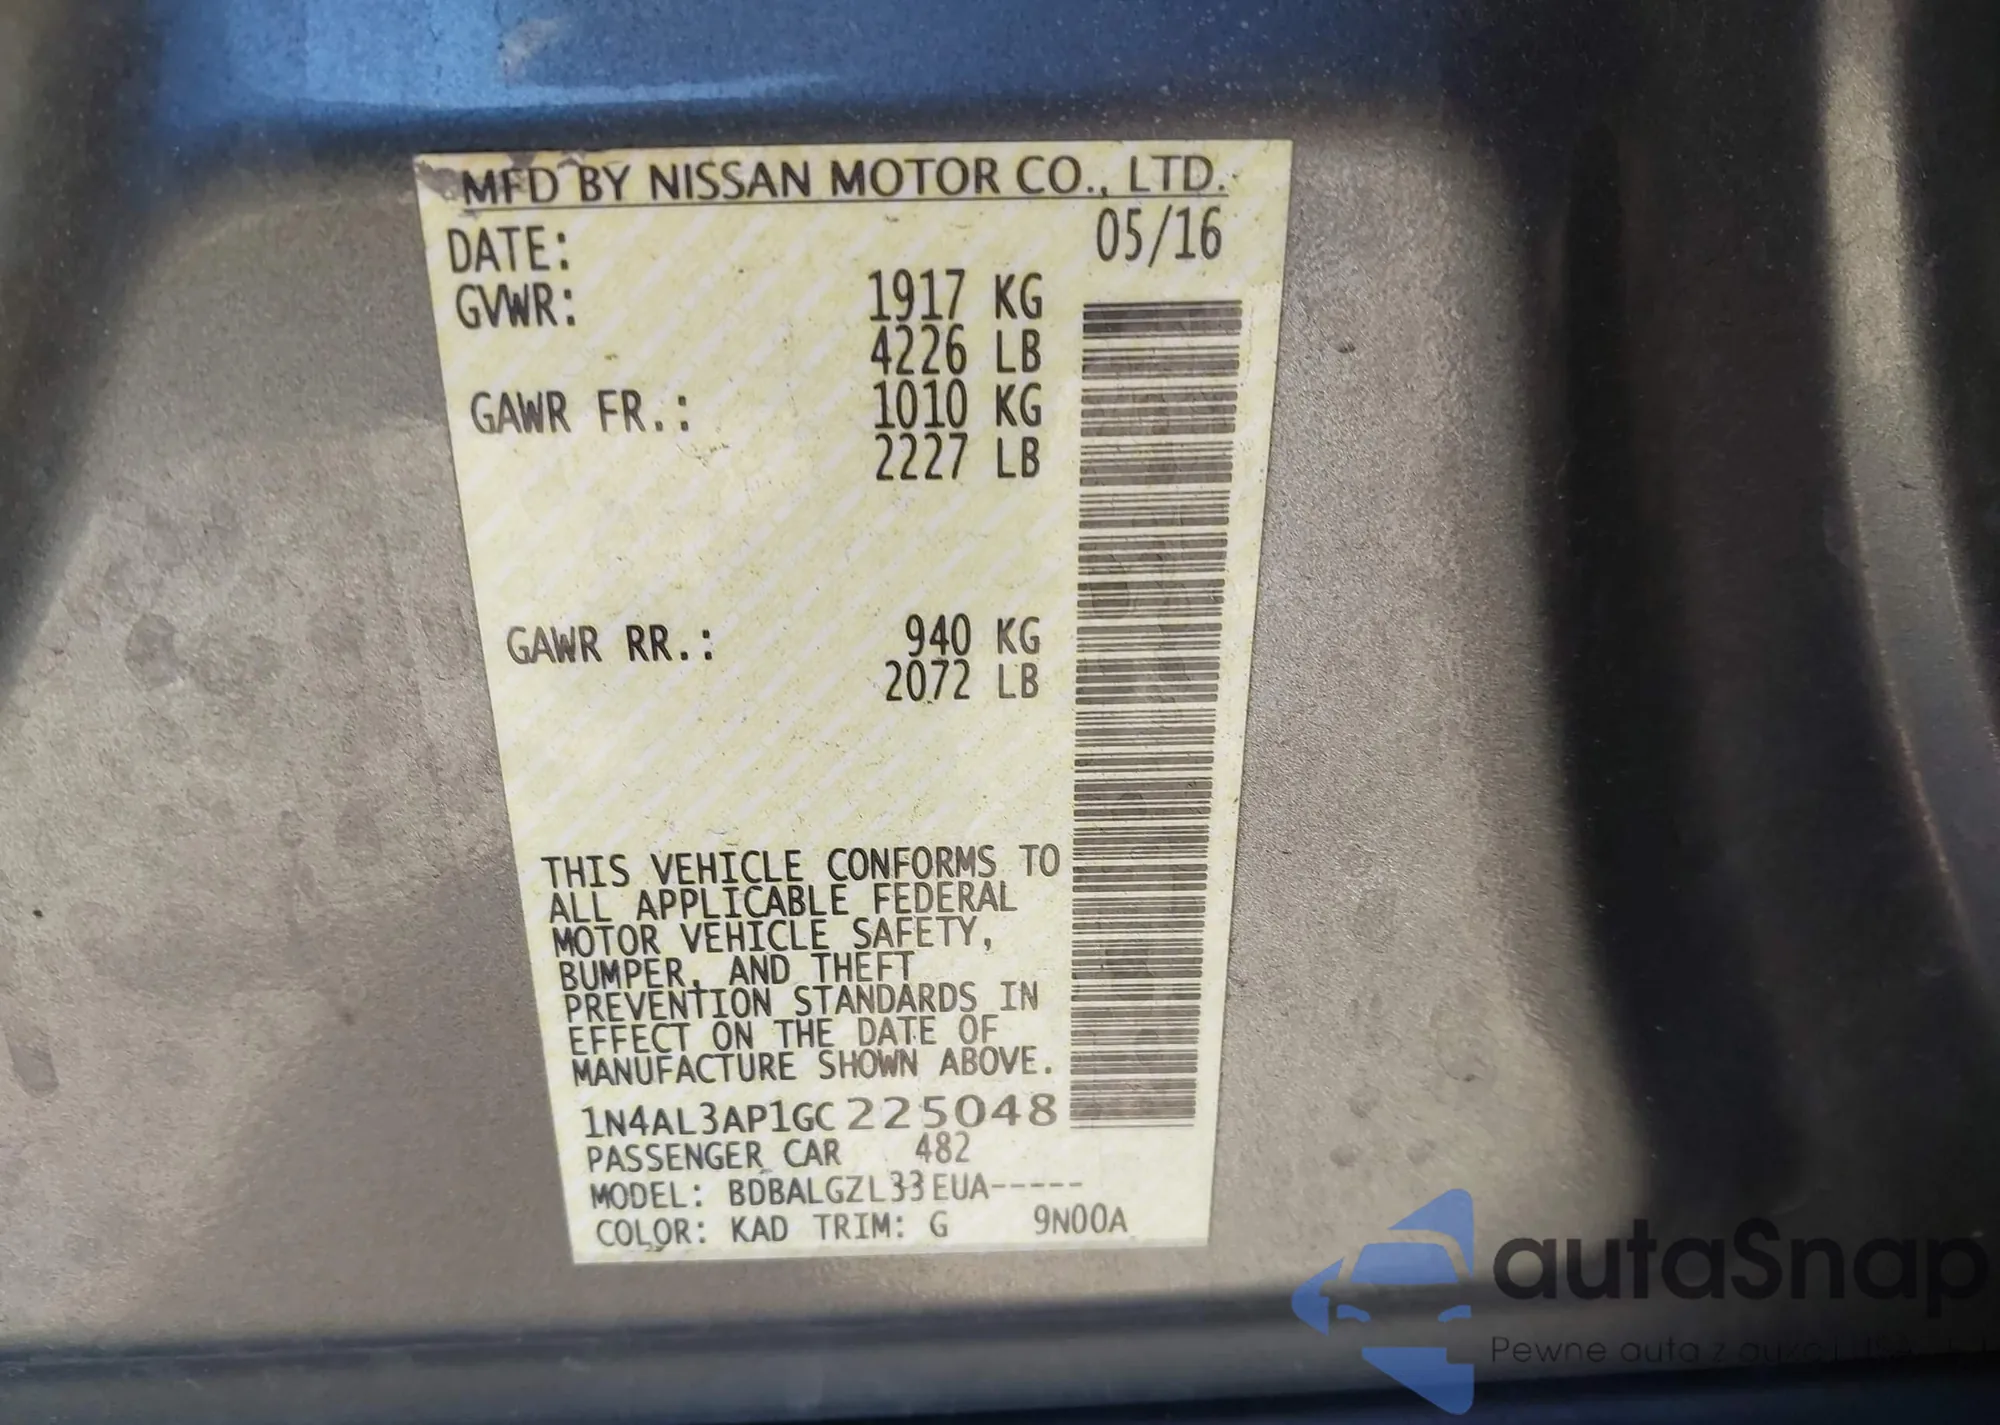 MFD BY NISSAN MOTOR CO., LTD.
DATE: 05/16
GVWR: 1917 KG
4226 LB
GAWR FR.: 1010 KG
2227 LB
GAWR RR.: 940 KG
2072 LB
THIS VEHICLE CONFORMS TO
ALL APPLICABLE FEDERAL
MOTOR VEHICLE SAFETY,
BUMPER, AND THEFT
PREVENTION STANDARDS IN
EFFECT ON THE DATE OF
MANUFACTURE SHOWN ABOVE.
1N4AL3AP1GC225048
PASSENGER CAR 482
MODEL: BDBALGZL33EUA-----
COLOR: KAD TRIM: G 9N00A
autaSnap
Pewne auta z